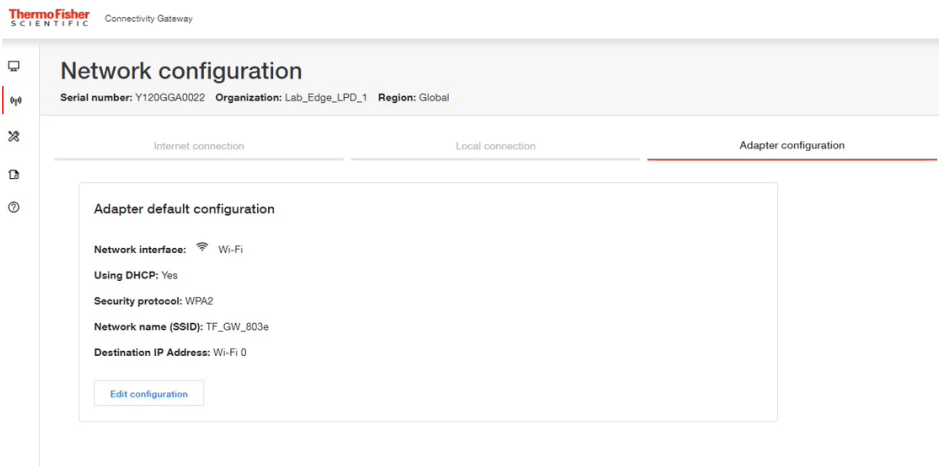 ThermoFisher
SCIENTIFIC
Connectivity Gateway
Network configuration
Serial number: Y120GGA0022 Organization: Lab_Edge_LPD_1 Region: Global
Internet connection
Local connection
Adapter configuration
Adapter default configuration
Network interface: Wi-Fi
Using DHCP: Yes
Security protocol: WPA2
Network name (SSID): TF_GW_803e
Destination IP Address: Wi-Fi 0
Edit configuration